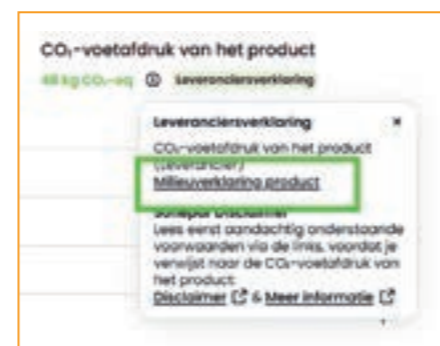 CO₂-voetafdruk van het product
48 kg CO₂-eq ⓘ Leveranciersverklaring
Leveranciersverklaring ×
CO₂-voetafdruk van het product
(Leverancier)
Milieuverklaring product
Sonepar Disclaimer
Lees eerst aandachtig onderstaande
voorwaarden via de links, voordat je
verwijst naar de CO₂-voetafdruk van
het product:
Disclaimer & Meer informatie